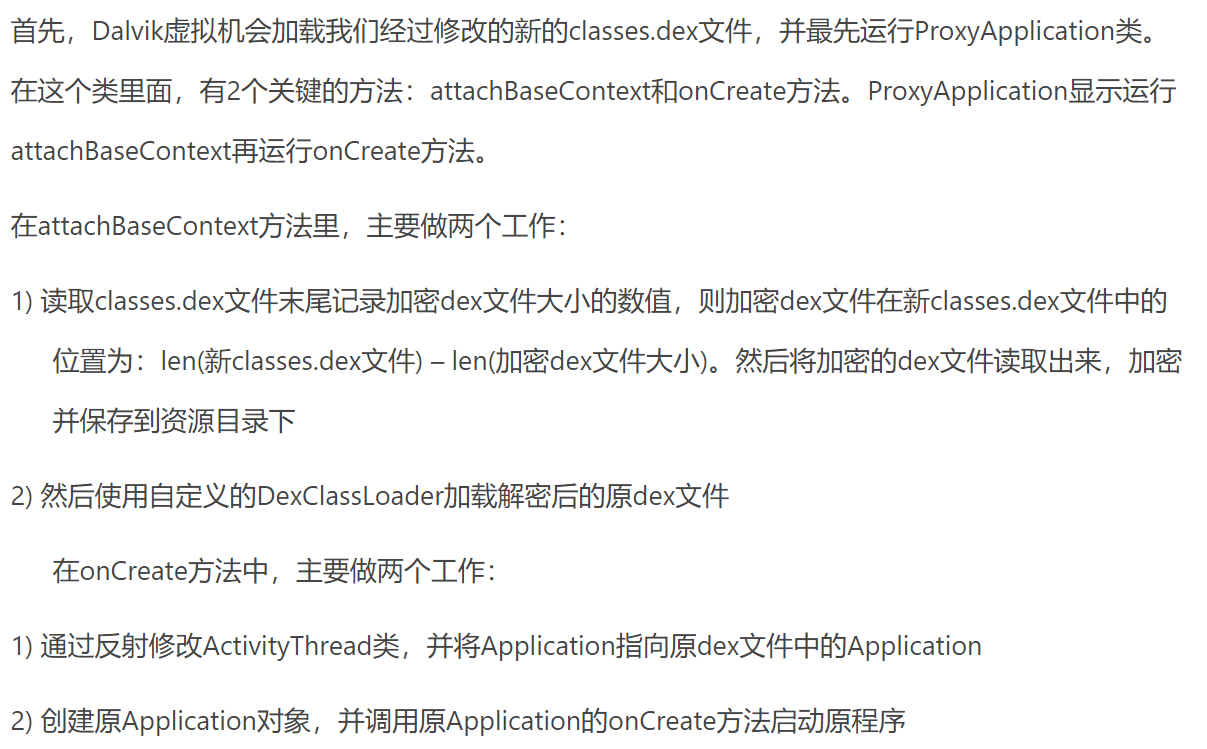 首先，Dalvik虚拟机会加载我们经过修改的新的classes.dex文件，并最先运行ProxyApplication类。
在这个类里面，有2个关键的方法：attachBaseContext和onCreate方法。ProxyApplication显示运行
attachBaseContext再运行onCreate方法。
在attachBaseContext方法里，主要做两个工作：
1) 读取classes.dex文件末尾记录加密dex文件大小的数值，则加密dex文件在新classes.dex文件中的
位置为：len(新classes.dex文件) – len(加密dex文件大小)。然后将加密的dex文件读取出来，加密
并保存到资源目录下
2) 然后使用自定义的DexClassLoader加载解密后的原dex文件
在onCreate方法中，主要做两个工作：
1) 通过反射修改ActivityThread类，并将Application指向原dex文件中的Application
2) 创建原Application对象，并调用原Application的onCreate方法启动原程序